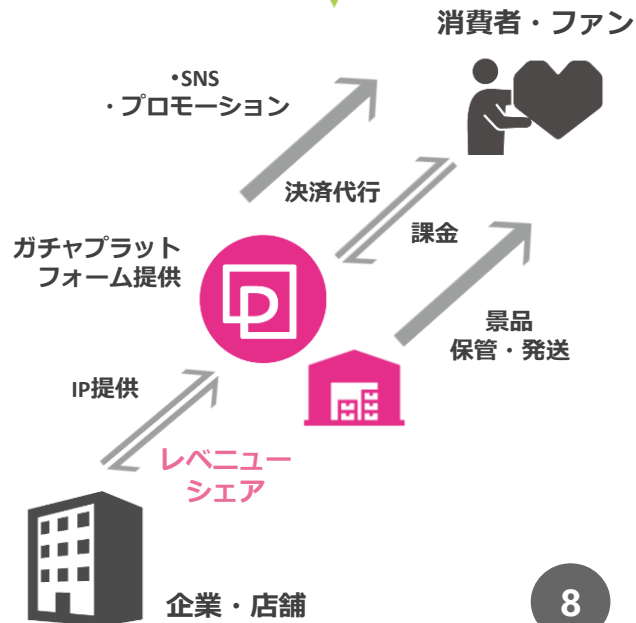 消費者・ファン
・SNS
・プロモーション
決済代行
課金
ガチャプラット
フォーム提供
景品
保管・発送
IP提供
レベニュー
シェア
企業・店舗
8